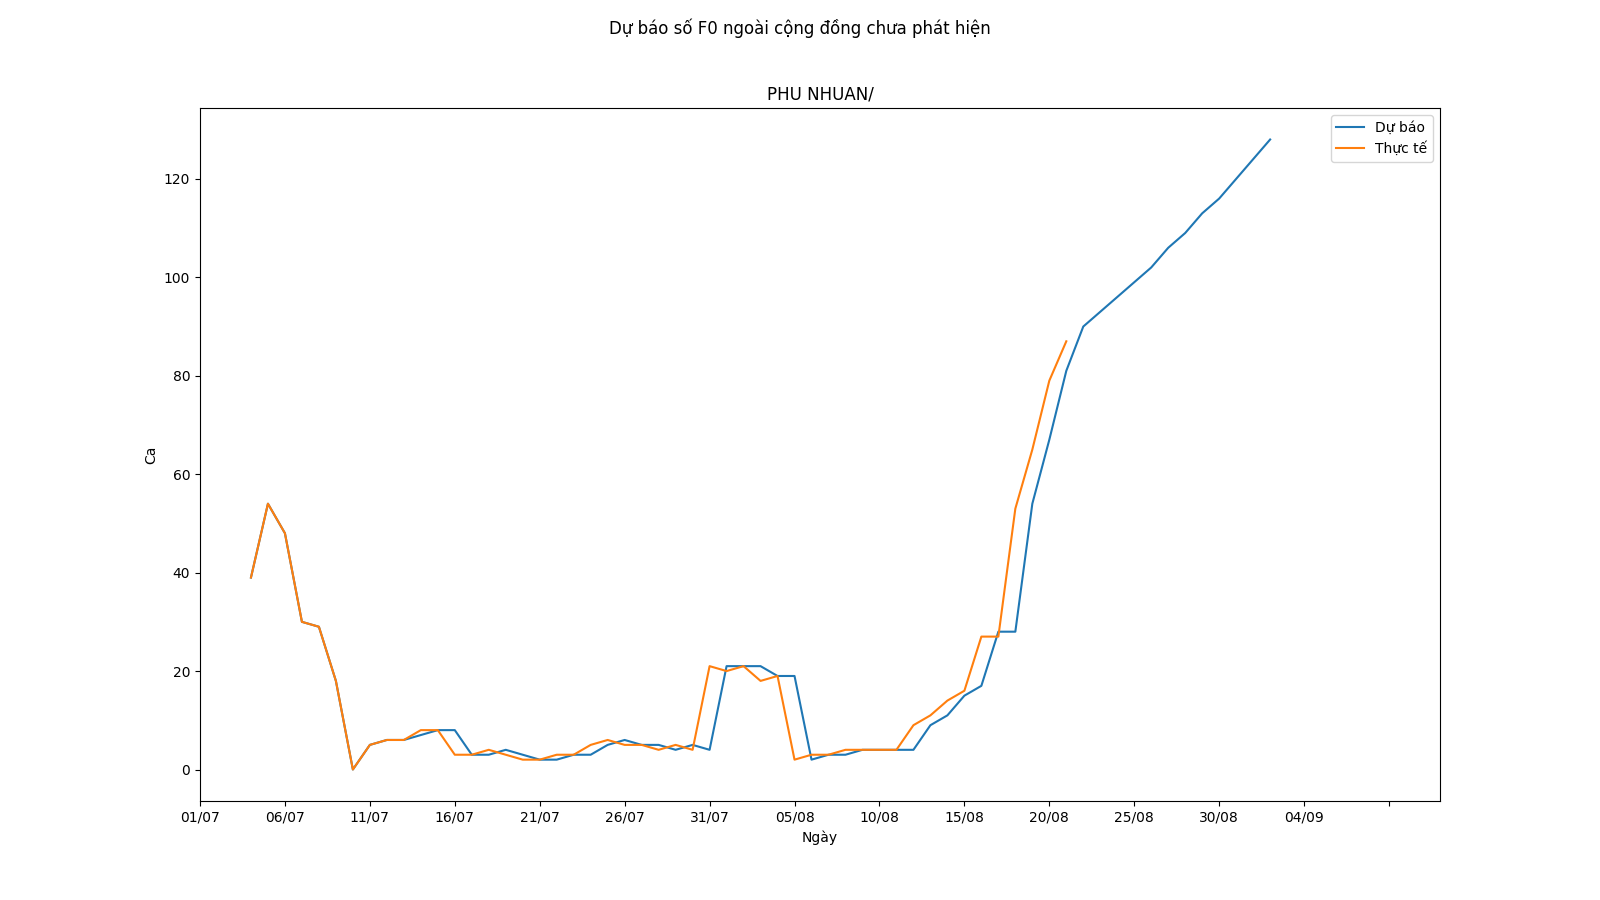 Dự báo số F0 ngoài cộng đồng chưa phát hiện
PHU NHUAN/
Dự báo
Thực tế
120
100
80
60
40
20
0
Ca
01/07 06/07 11/07 16/07 21/07 26/07 31/07 05/08 10/08 15/08 20/08 25/08 30/08 04/09
Ngày